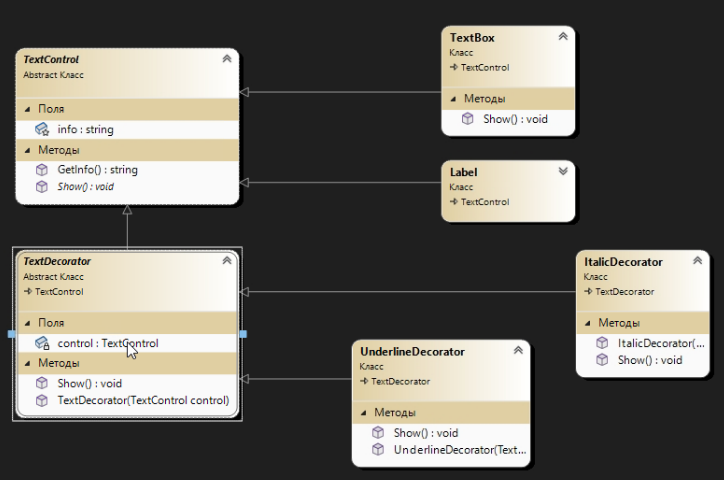 TextControl
Abstract Класс
Поля
info : string
Методы
GetInfo() : string
Show() : void
TextBox
Класс
TextControl
Методы
Show() : void
Label
Класс
TextControl
TextDecorator
Abstract Класс
TextControl
Поля
control : TextControl
Методы
Show() : void
TextDecorator(TextControl control)
UnderlineDecorator
Класс
TextDecorator
Методы
Show() : void
UnderlineDecorator(Text...
ItalicDecorator
Класс
TextDecorator
Методы
ItalicDecorator(...
Show() : void